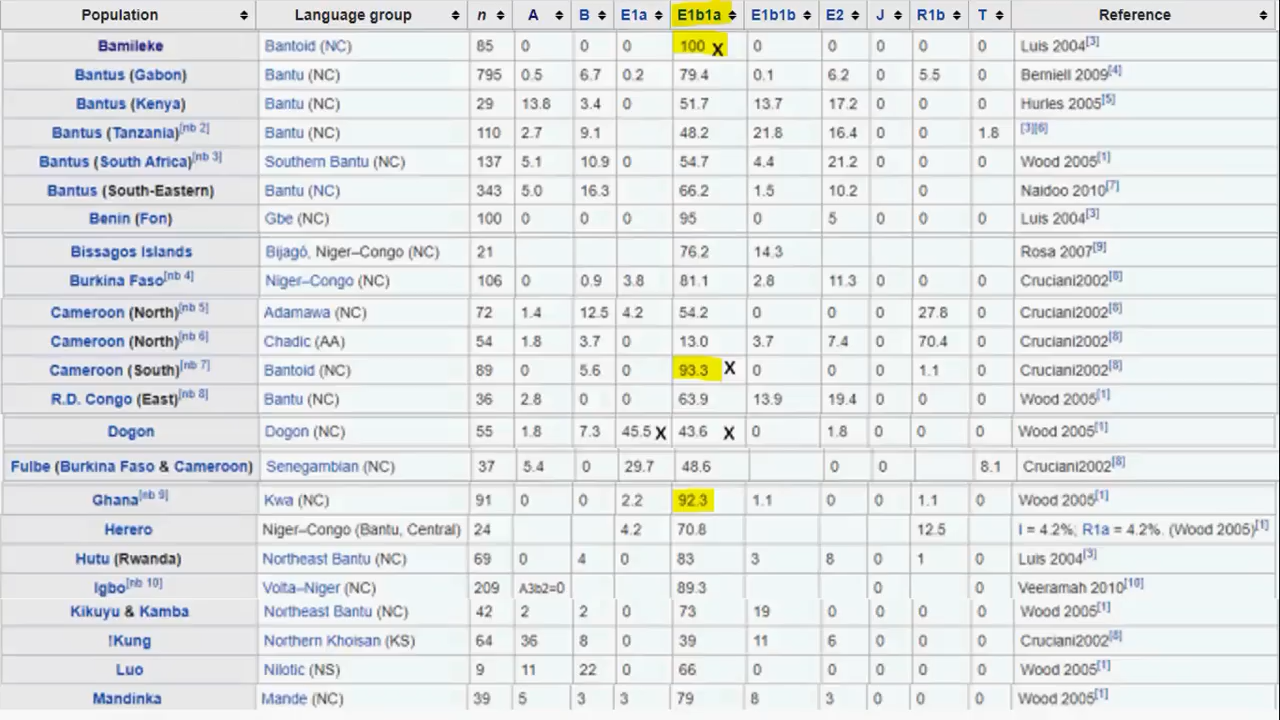 Population Language group n A B E1a E1b1a E1b1b E2 J R1b T Reference
Bamileke Bantoid (NC) 85 0 0 0 100 X 0 0 0 0 0 Luis 2004[3]
Bantus (Gabon) Bantu (NC) 795 0.5 6.7 0.2 79.4 0.1 6.2 0 5.5 0 Berniell 2009[4]
Bantus (Kenya) Bantu (NC) 29 13.8 3.4 0 51.7 13.7 17.2 0 0 0 Hurles 2005[5]
Bantus (Tanzania)[nb 2] Bantu (NC) 110 2.7 9.1 48.2 21.8 16.4 0 0 1.8 [3][6]
Bantus (South Africa)[nb 3] Southern Bantu (NC) 137 5.1 10.9 0 54.7 4.4 21.2 0 0 0 Wood 2005[1]
Bantus (South-Eastern) Bantu (NC) 343 5.0 16.3 66.2 1.5 10.2 0 0 Naidoo 2010[7]
Benin (Fon) Gbe (NC) 100 0 0 0 95 0 5 0 0 0 Luis 2004[3]
Bissagos Islands Bijagó, Niger–Congo (NC) 21 76.2 14.3 Rosa 2007[9]
Burkina Faso[nb 4] Niger–Congo (NC) 106 0 0.9 3.8 81.1 2.8 11.3 0 0 0 Cruciani2002[8]
Cameroon (North)[nb 5] Adamawa (NC) 72 1.4 12.5 4.2 54.2 0 0 0 27.8 0 Cruciani2002[8]
Cameroon (North)[nb 6] Chadic (AA) 54 1.8 3.7 0 13.0 3.7 7.4 0 70.4 0 Cruciani2002[8]
Cameroon (South)[nb 7] Bantoid (NC) 89 0 5.6 0 93.3 X 0 0 0 1.1 0 Cruciani2002[8]
R.D. Congo (East)[nb 8] Bantu (NC) 36 2.8 0 0 63.9 13.9 19.4 0 0 0 Wood 2005[1]
Dogon Dogon (NC) 55 1.8 7.3 45.5 X 43.6 X 0 1.8 0 0 0 Wood 2005[1]
Fulbe (Burkina Faso & Cameroon) Senegambian (NC) 37 5.4 0 29.7 48.6 0 0 8.1 Cruciani2002[8]
Ghana[nb 9] Kwa (NC) 91 0 0 2.2 92.3 1.1 0 0 1.1 0 Wood 2005[1]
Herero Niger–Congo (Bantu, Central) 24 4.2 70.8 12.5 I = 4.2%; R1a = 4.2%. (Wood 2005)[1]
Hutu (Rwanda) Northeast Bantu (NC) 69 0 4 0 83 3 8 0 1 0 Luis 2004[3]
Igbo[nb 10] Volta–Niger (NC) 209 A3b2=0 89.3 0 0 Veeramah 2010[10]
Kikuyu & Kamba Northeast Bantu (NC) 42 2 2 0 73 19 0 0 0 0 Wood 2005[1]
!Kung Northern Khoisan (KS) 64 36 8 0 39 11 6 0 0 0 Cruciani2002[8]
Luo Nilotic (NS) 9 11 22 0 66 0 0 0 0 0 Wood 2005[1]
Mandinka Mande (NC) 39 5 3 3 79 8 3 0 0 0 Wood 2005[1]